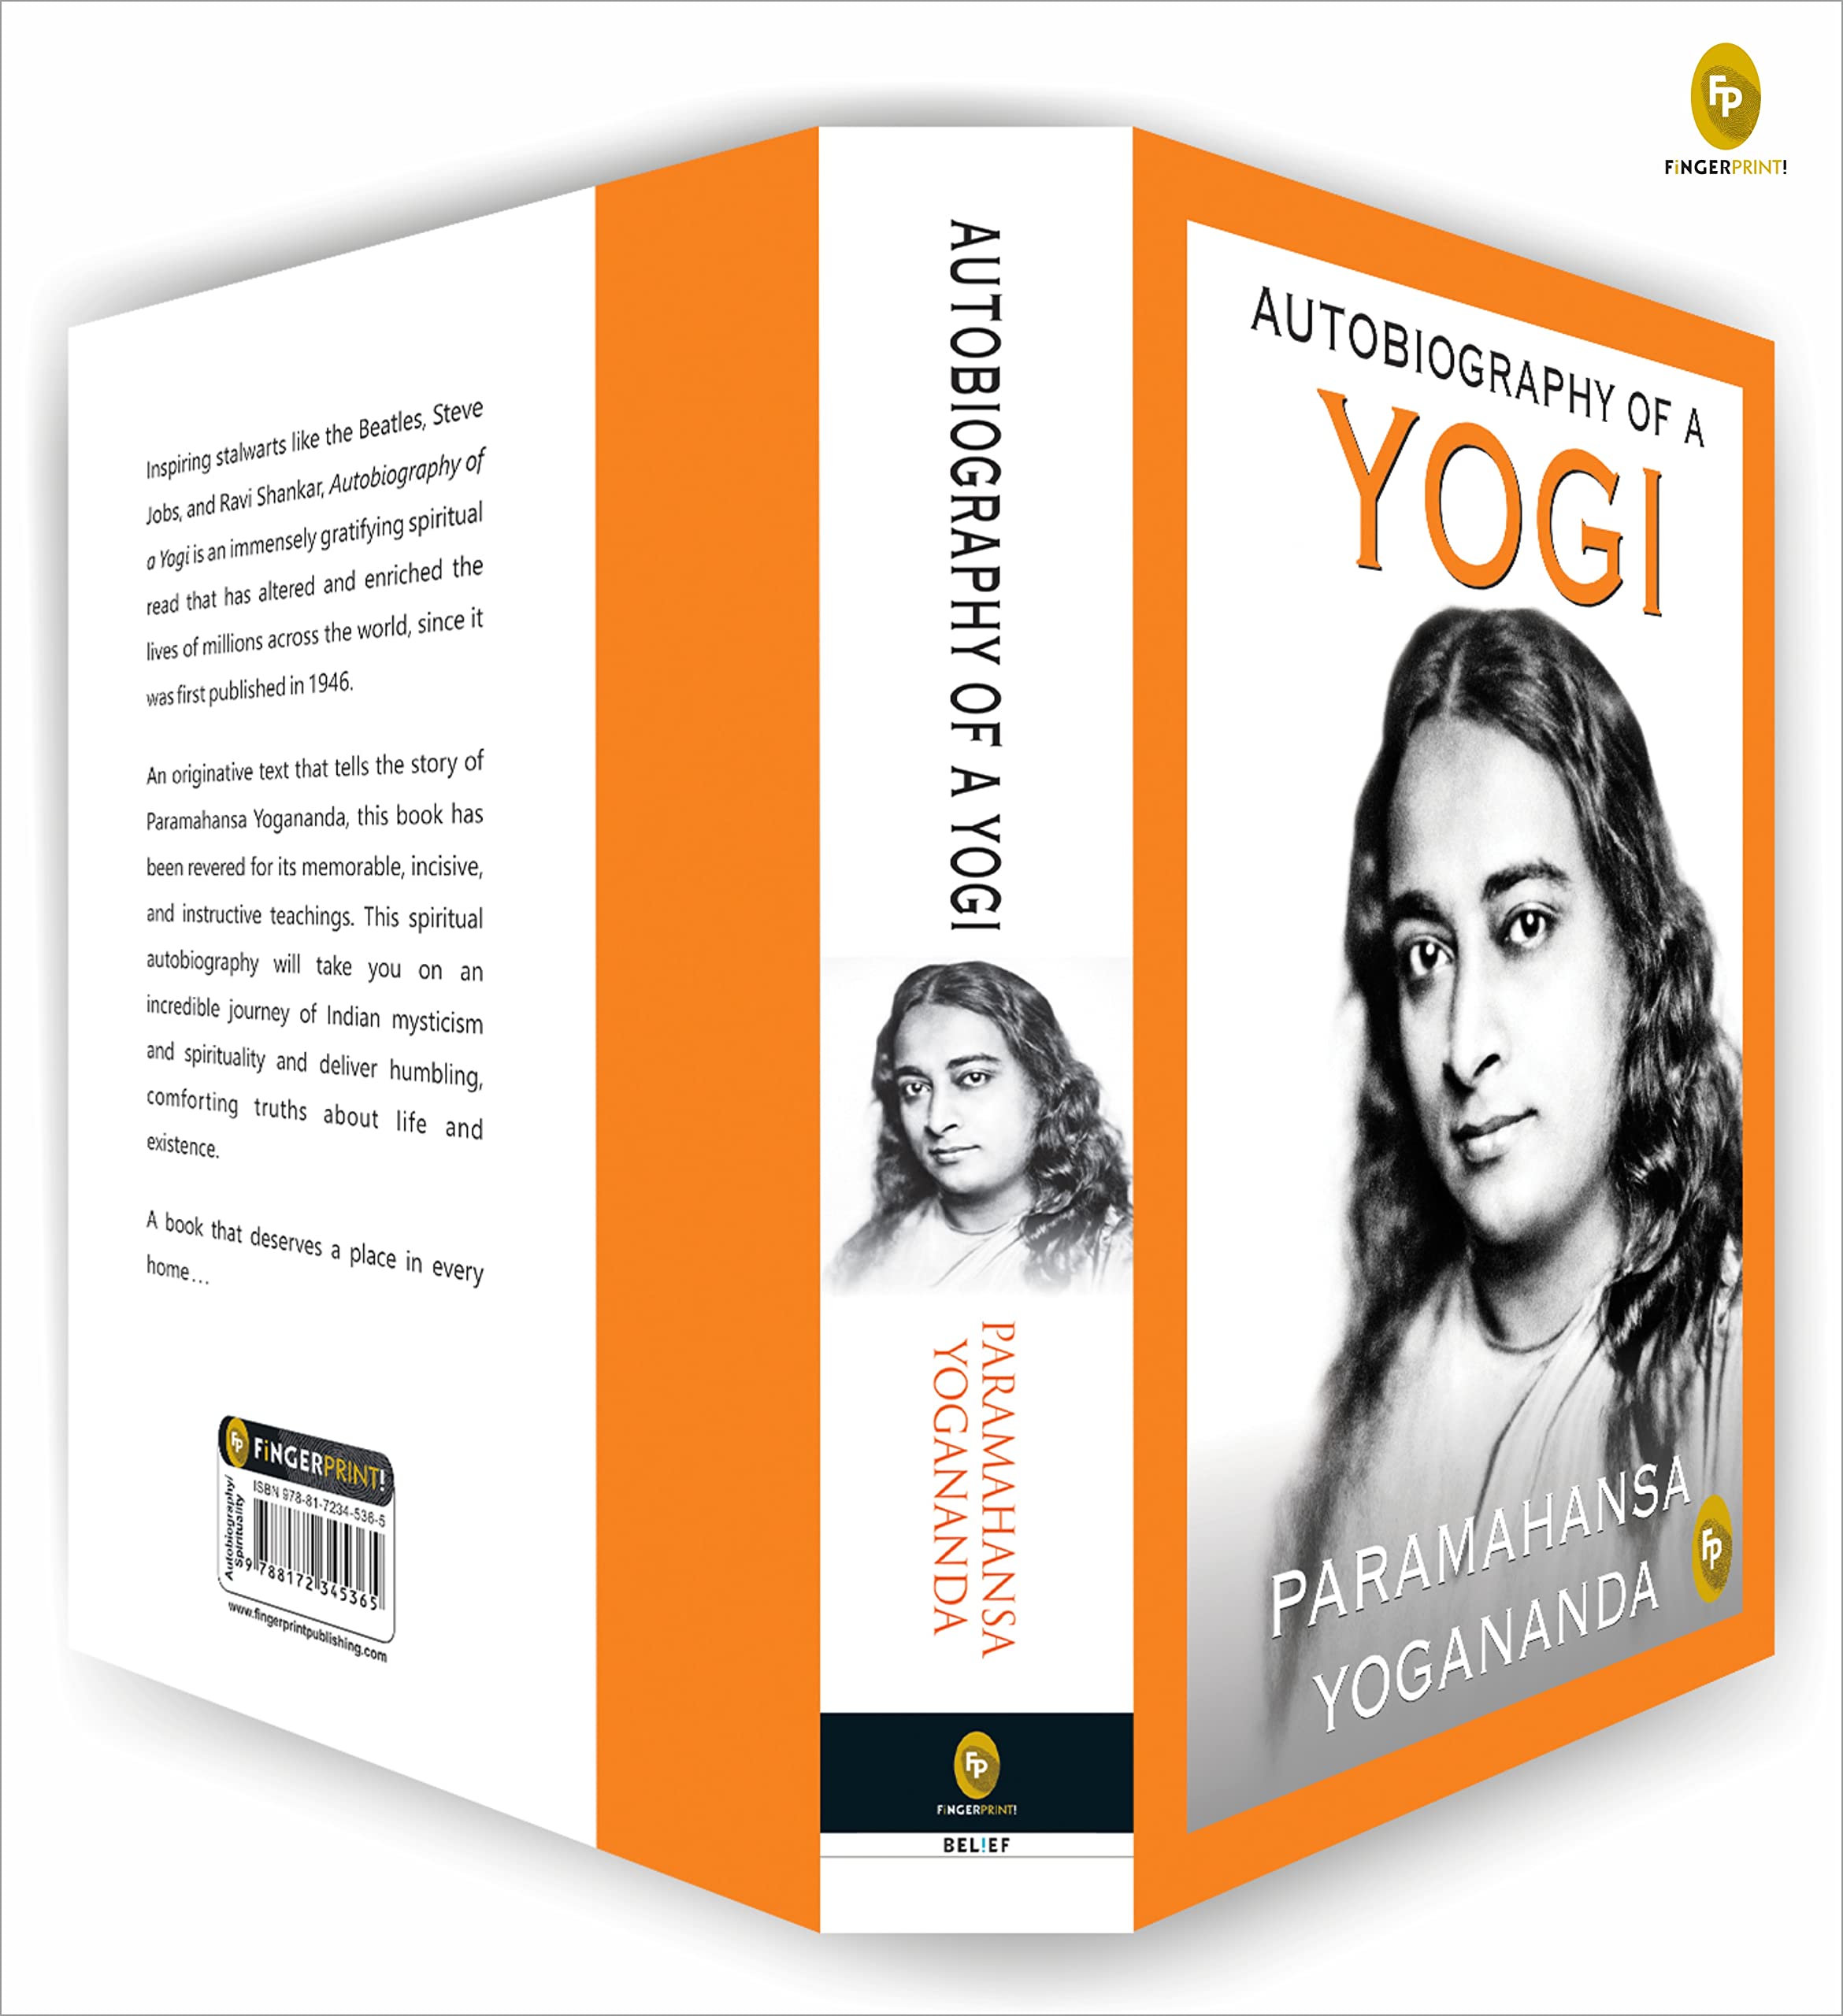 FP
FiNGERPRINT!
Inspiring stalwarts like the Beatles, Steve
Jobs, and Ravi Shankar, Autobiography of
a Yogi is an immensely gratifying spiritual
read that has altered and enriched the
lives of millions across the world, since it
was first published in 1946.
An originative text that tells the story of
Paramahansa Yogananda, this book has
been revered for its memorable, incisive,
and instructive teachings. This spiritual
autobiography will take you on an
incredible journey of Indian mysticism
and spirituality and deliver humbling,
comforting truths about life and
existence.
A book that deserves a place in every
home...
FP FiNGERPRINT!
ISBN 978-81-7234-536-5
Autobiography/
Spirituality
9 788172 345365
www.fingerprintpublishing.com
AUTOBIOGRAPHY OF A YOGI
PARAMAHANSA
YOGANANDA
FP
FiNGERPRINT!
BEL!EF
AUTOBIOGRAPHY OF A
YOGI
PARAMAHANSA
YOGANANDA
FP